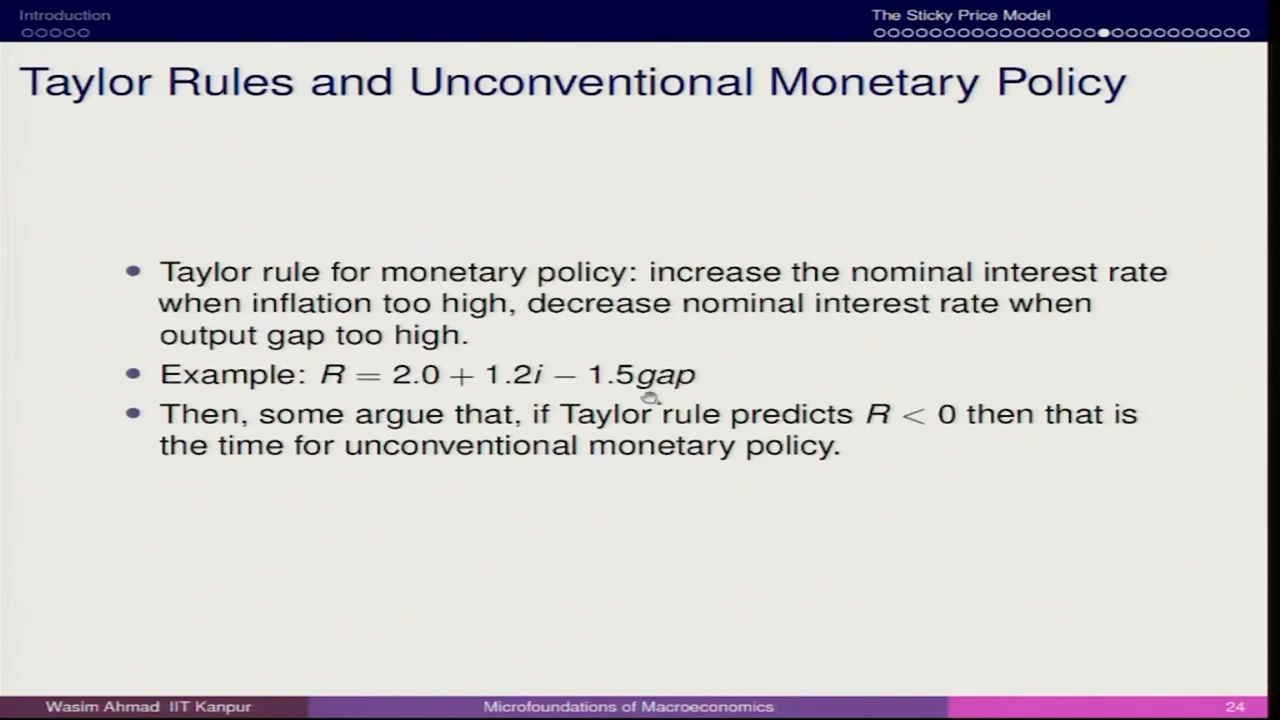 Introduction
The Sticky Price Model
Taylor Rules and Unconventional Monetary Policy
• Taylor rule for monetary policy: increase the nominal interest rate
when inflation too high, decrease nominal interest rate when
output gap too high.
• Example: R = 2.0 + 1.2i − 1.5gap
• Then, some argue that, if Taylor rule predicts R < 0 then that is
the time for unconventional monetary policy.
Wasim Ahmad IIT Kanpur
Microfoundations of Macroeconomics
24